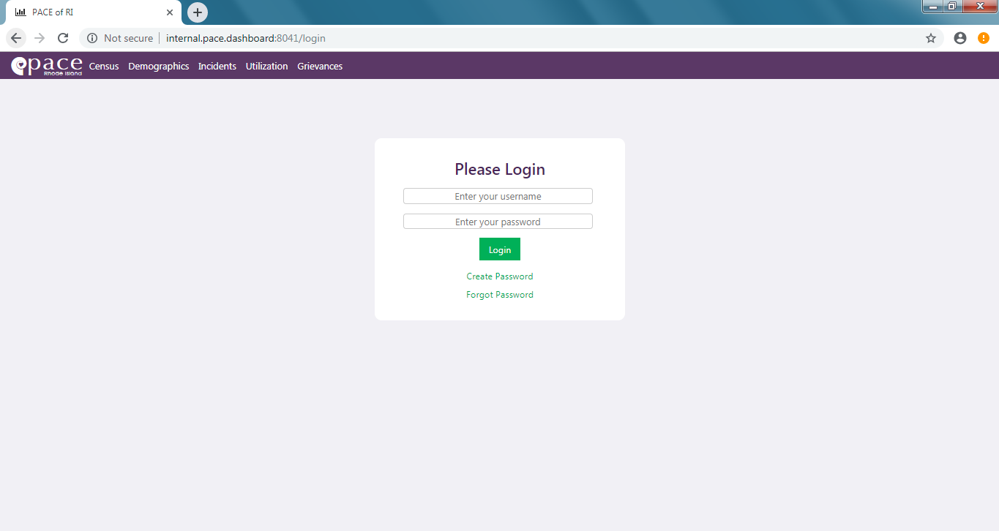 PACE of RI
Not secure internal.pace.dashboard:8041/login
pace Rhode Island Census Demographics Incidents Utilization Grievances
Please Login
Enter your username
Enter your password
Login
Create Password
Forgot Password